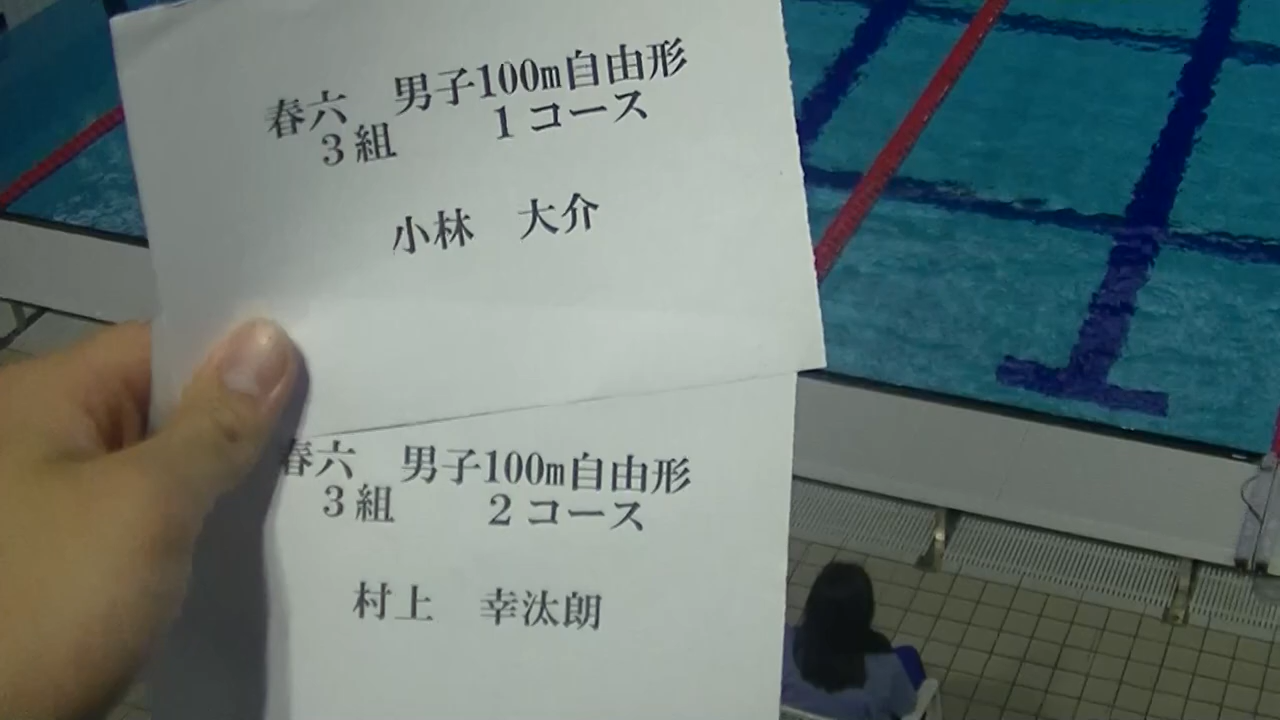 春六　男子100m自由形
３組　　１コース
小林　大介
春六　男子100m自由形
３組　　２コース
村上　幸汰朗